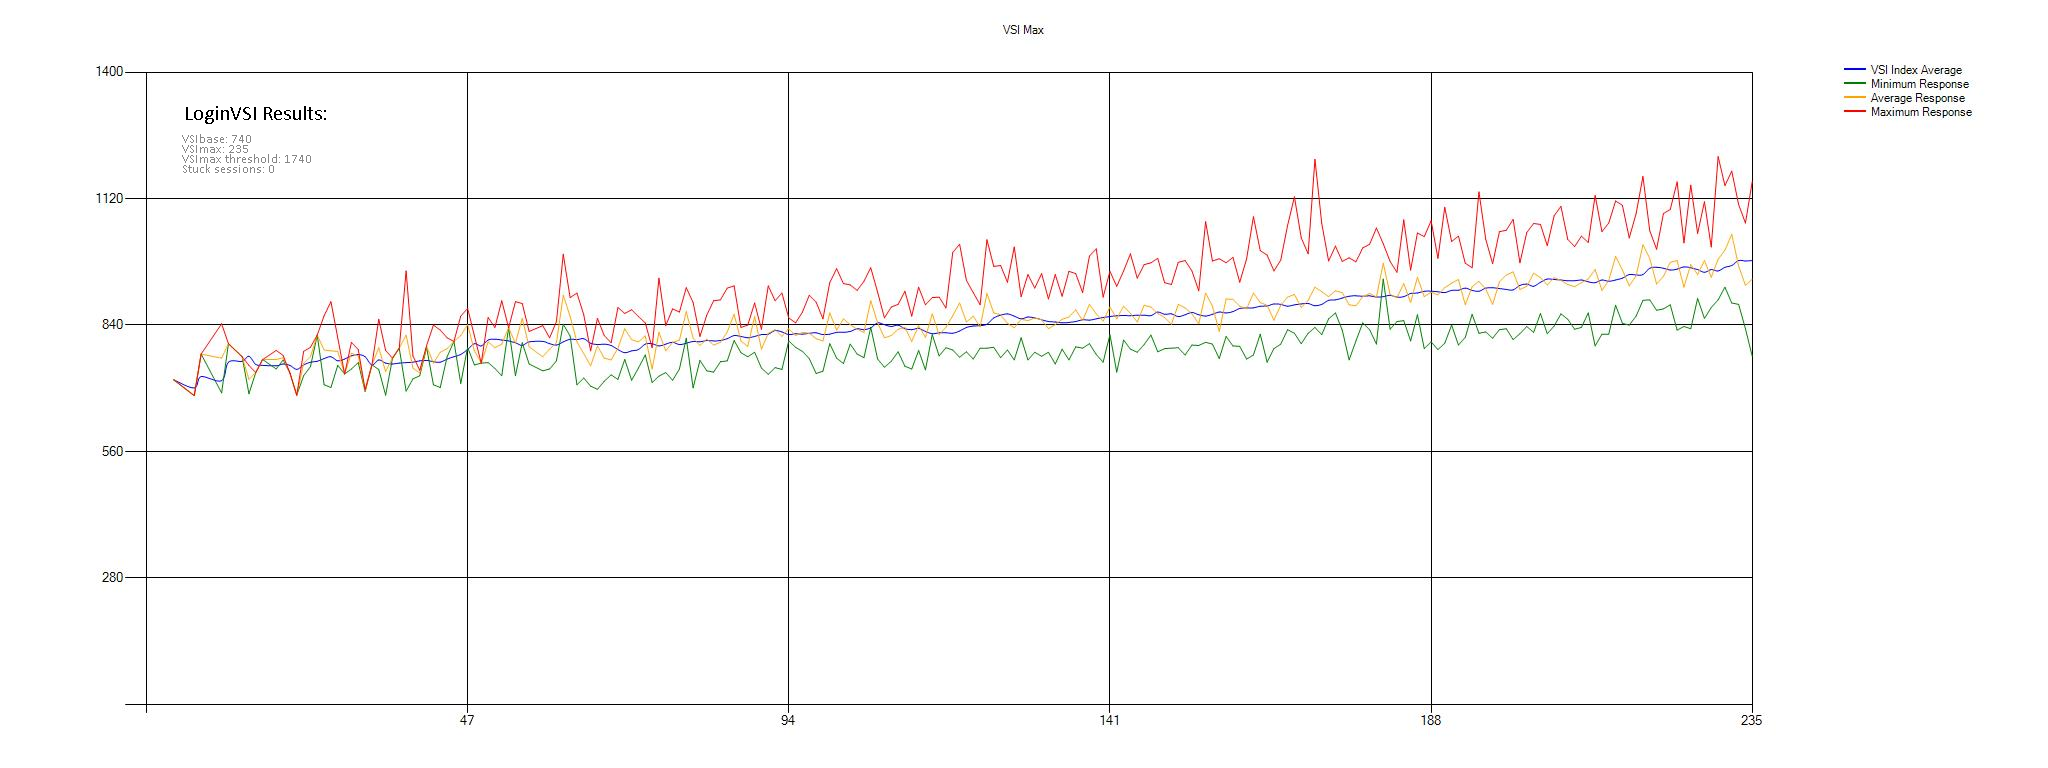 VSI Max
1400
1120
840
560
280
47
94
141
188
235
LoginVSI Results:
VSIbase: 740
VSImax: 235
VSImax threshold: 1740
Stuck sessions: 0
VSI Index Average
Minimum Response
Average Response
Maximum Response